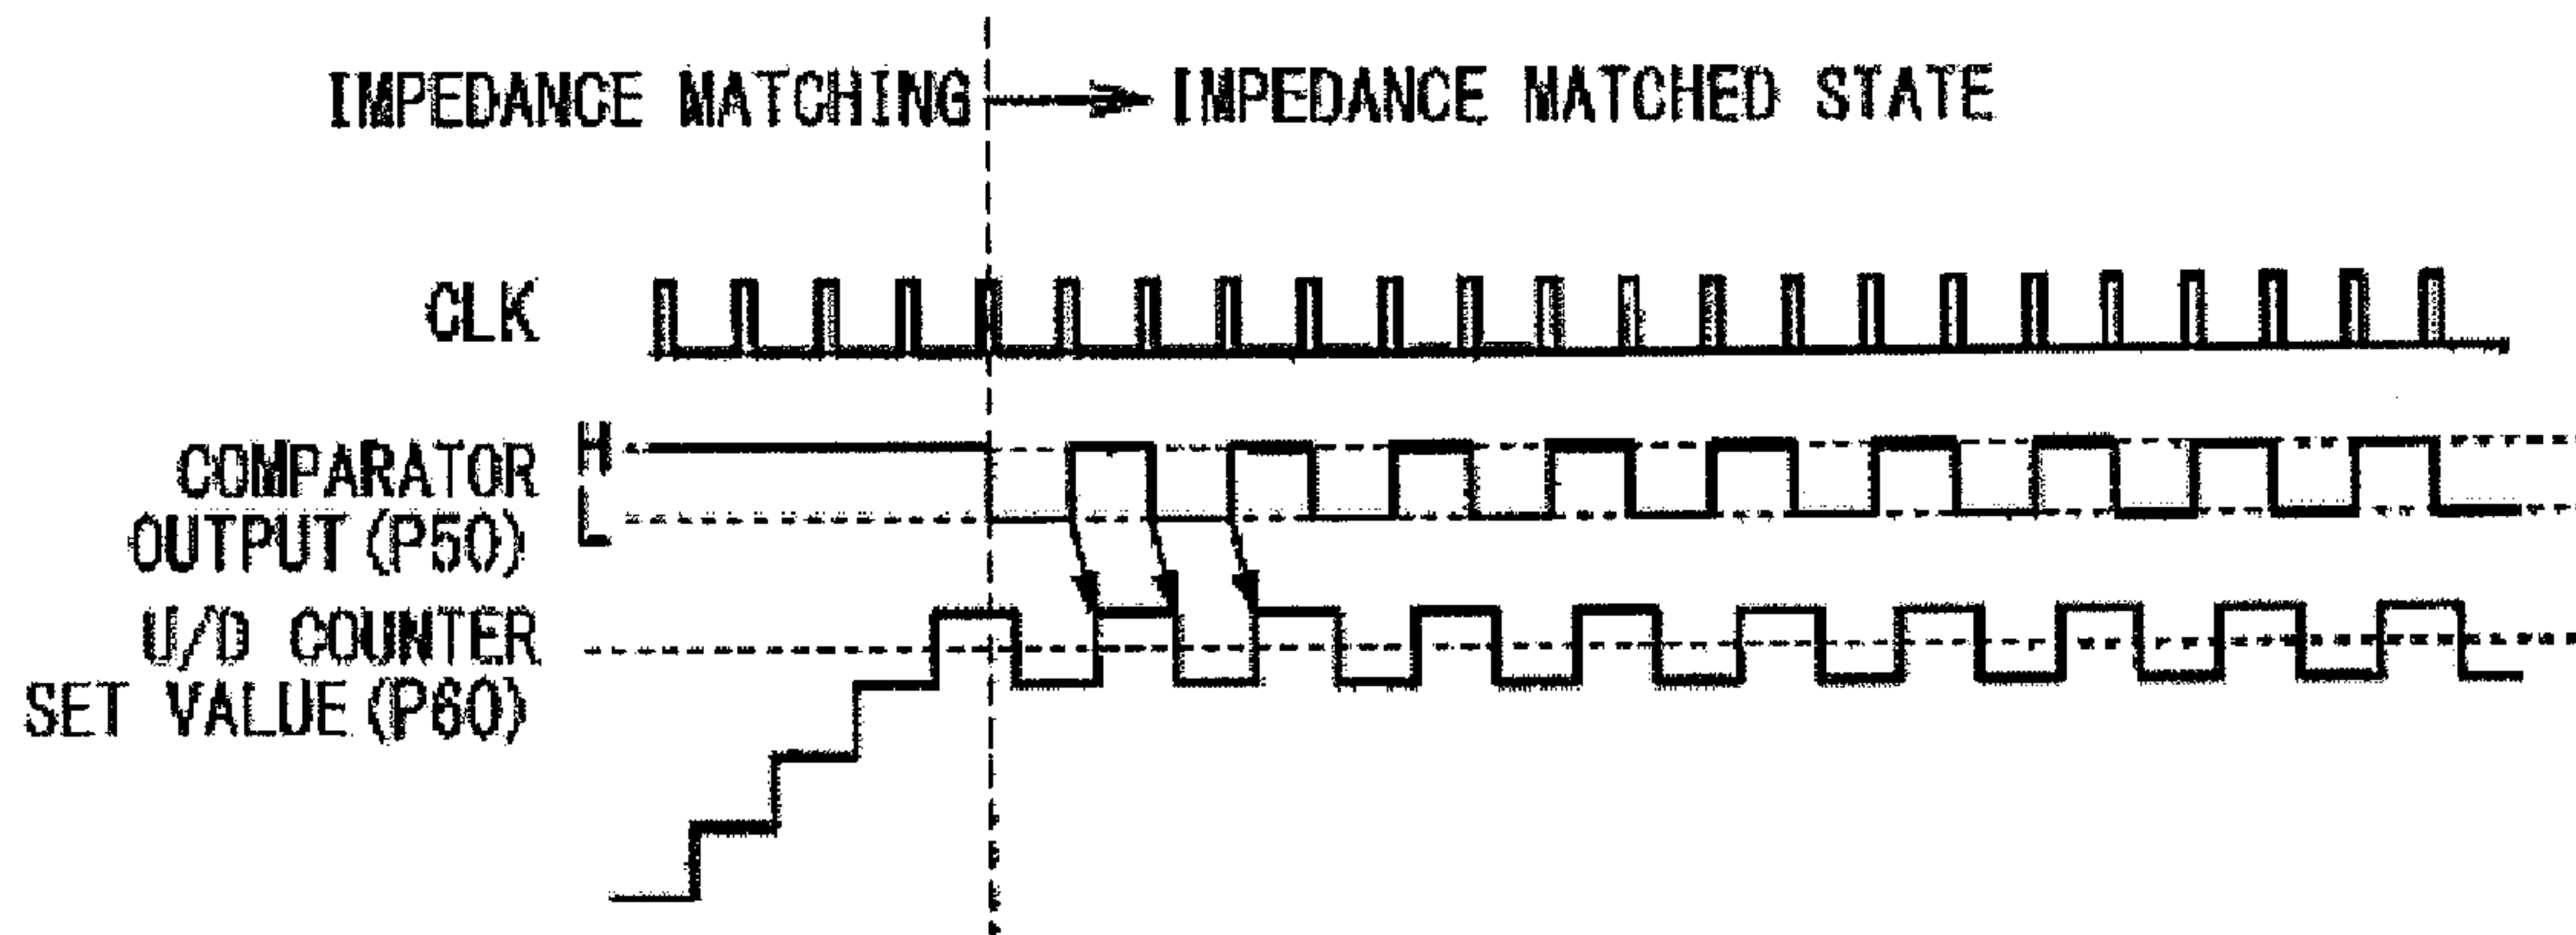 IMPEDANCE MATCHING
IMPEDANCE MATCHED STATE
CLK
COMPARATOR
OUTPUT (P50)
H
L
U/D COUNTER
SET VALUE (P60)